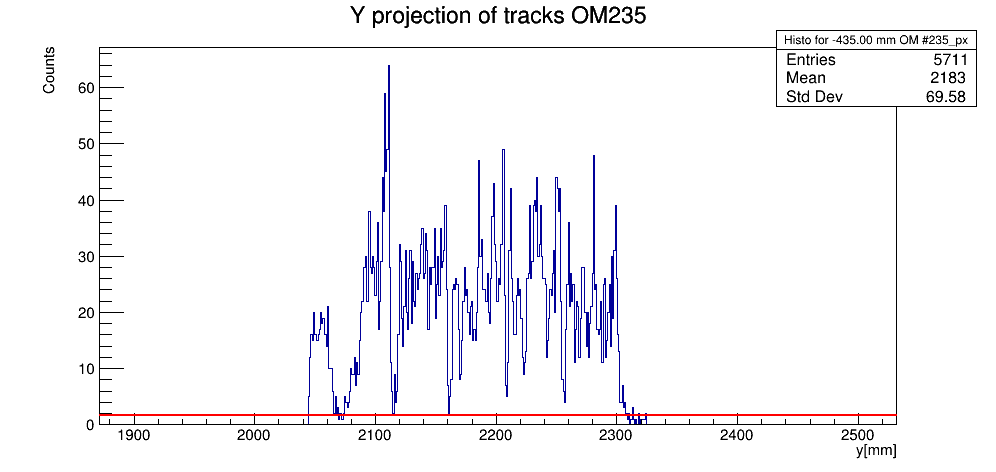 Y projection of tracks OM235
Histo for -435.00 mm OM #235_px
Entries 5711
Mean 2183
Std Dev 69.58
Counts
60
50
40
30
20
10
0
1900 2000 2100 2200 2300 2400 2500
y[mm]